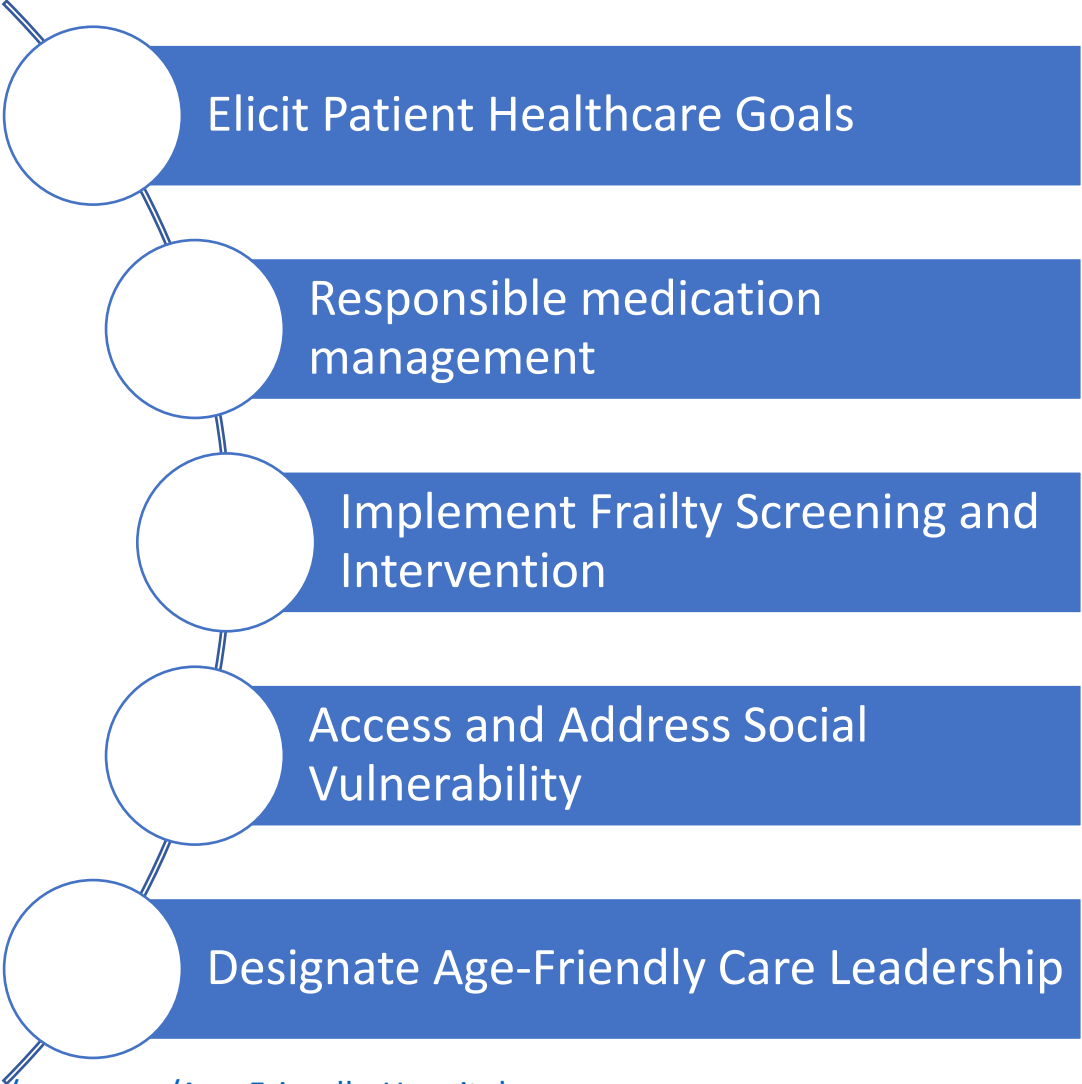 Elicit Patient Healthcare Goals
Responsible medication
management
Implement Frailty Screening and
Intervention
Access and Address Social
Vulnerability
Designate Age-Friendly Care Leadership